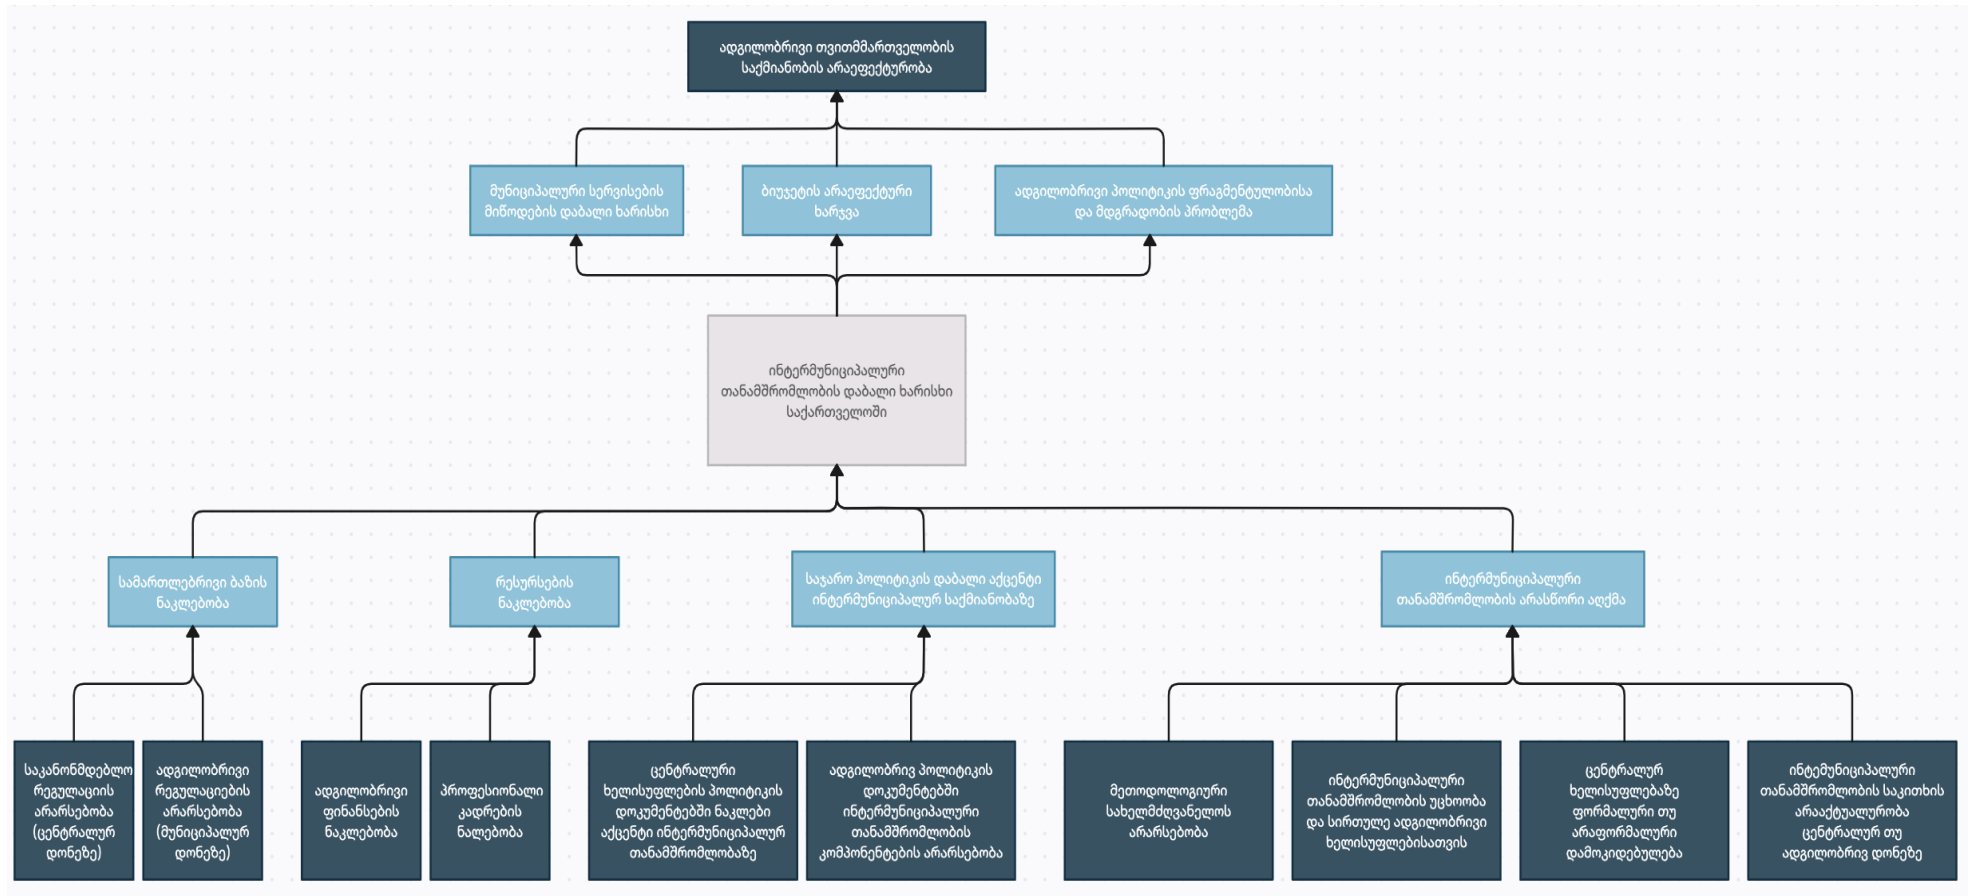 ადგილობრივი თვითმმართველობის
საქმიანობის არაეფექტურობა
მუნიციპალური სერვისების
მიწოდების დაბალი ხარისხი
ბიუჯეტის არაეფექტური
ხარჯვა
ადგილობრივი პოლიტიკის ფრაგმენტულობისა
და მდგრადობის პრობლემა
ინტერმუნიციპალური
თანამშრომლობის დაბალი ხარისხი
საქართველოში
სამართლებრივი ბაზის
ნაკლებობა
რესურსების
ნაკლებობა
საჯარო პოლიტიკის დაბალი აქცენტი
ინტერმუნიციპალურ საქმიანობაზე
ინტერმუნიციპალური
თანამშრომლობის არასწორი აღქმა
საკანონმდებლო
რეგულაციის
არარსებობა
(ცენტრალურ
დონეზე)
ადგილობრივი
რეგულაციების
არარსებობა
(მუნიციპალურ
დონეზე)
ადგილობრივი
ფინანსების
ნაკლებობა
პროფესიონალი
კადრების
ნალებობა
ცენტრალური
ხელისუფლების პოლიტიკის
დოკუმენტებში ნაკლები
აქცენტი ინტერმუნიციპალურ
თანამშრომლობაზე
ადგილობრივ პოლიტიკის
დოკუმენტებში
ინტერმუნიციპალური
თანამშრომლობის
კომპონენტების არარსებობა
მეთოდოლოგიური
სახელმძღვანელოს
არარსებობა
ინტერმუნიციპალური
თანამშრომლობის უცხოობა
და სირთულე ადგილობრივი
ხელისუფლებისათვის
ცენტრალურ
ხელისუფლებაზე
ფორმალური თუ
არაფორმალური
დამოკიდებულება
ინტემუნიციპალური
თანამშრომლობის საკითხის
არააქტუალურობა
ცენტრალურ თუ
ადგილობრივ დონეზე